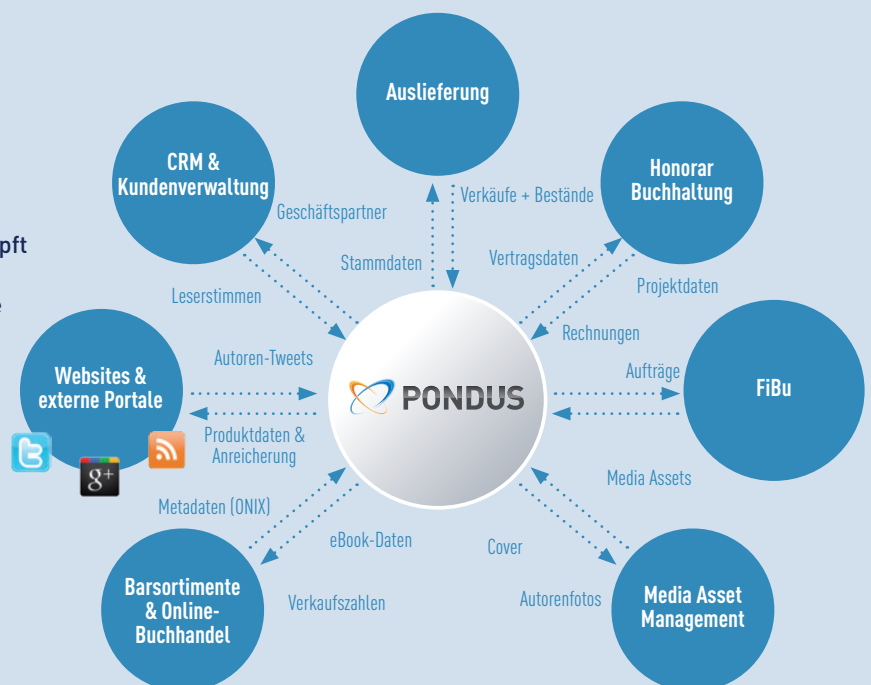 Auslieferung
CRM &
Kundenverwaltung
Honorar
Buchhaltung
Geschäftspartner
Verkäufe + Bestände
Stammdaten
Vertragsdaten
pft
Leserstimmen
Projektdaten
Rechnungen
Autoren-Tweets
Aufträge
Websites &
externe Portale
PONDUS
FiBu
Produktdaten &
Anreicherung
g+
Media Assets
Metadaten (ONIX)
eBook-Daten
Cover
Barsortimente
& Online-
Buchhandel
Verkaufszahlen
Autorenfotos
Media Asset
Management